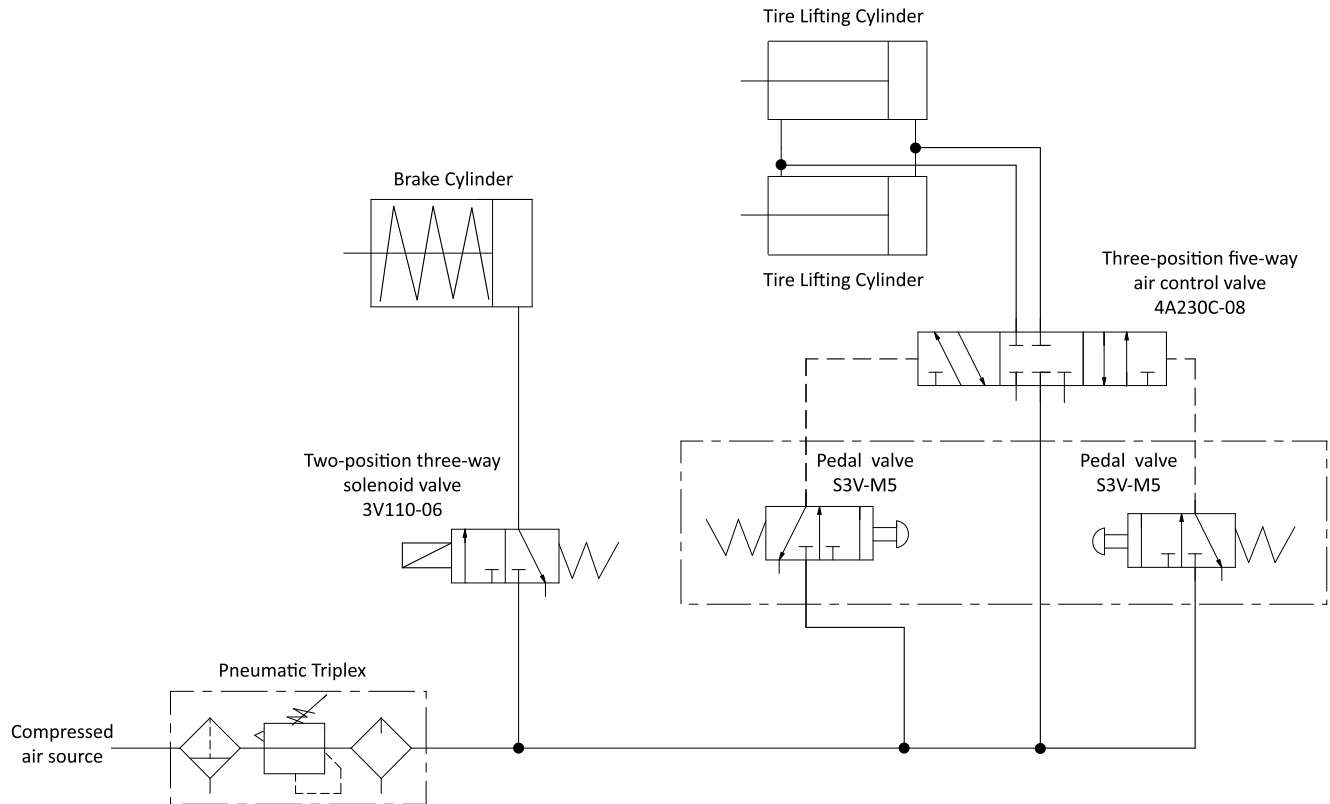 Tire Lifting Cylinder
Brake Cylinder
Tire Lifting Cylinder
Three-position five-way
air control valve
4A230C-08
Two-position three-way
solenoid valve
3V110-06
Pedal valve
S3V-M5
Pedal valve
S3V-M5
Pneumatic Triplex
Compressed
air source